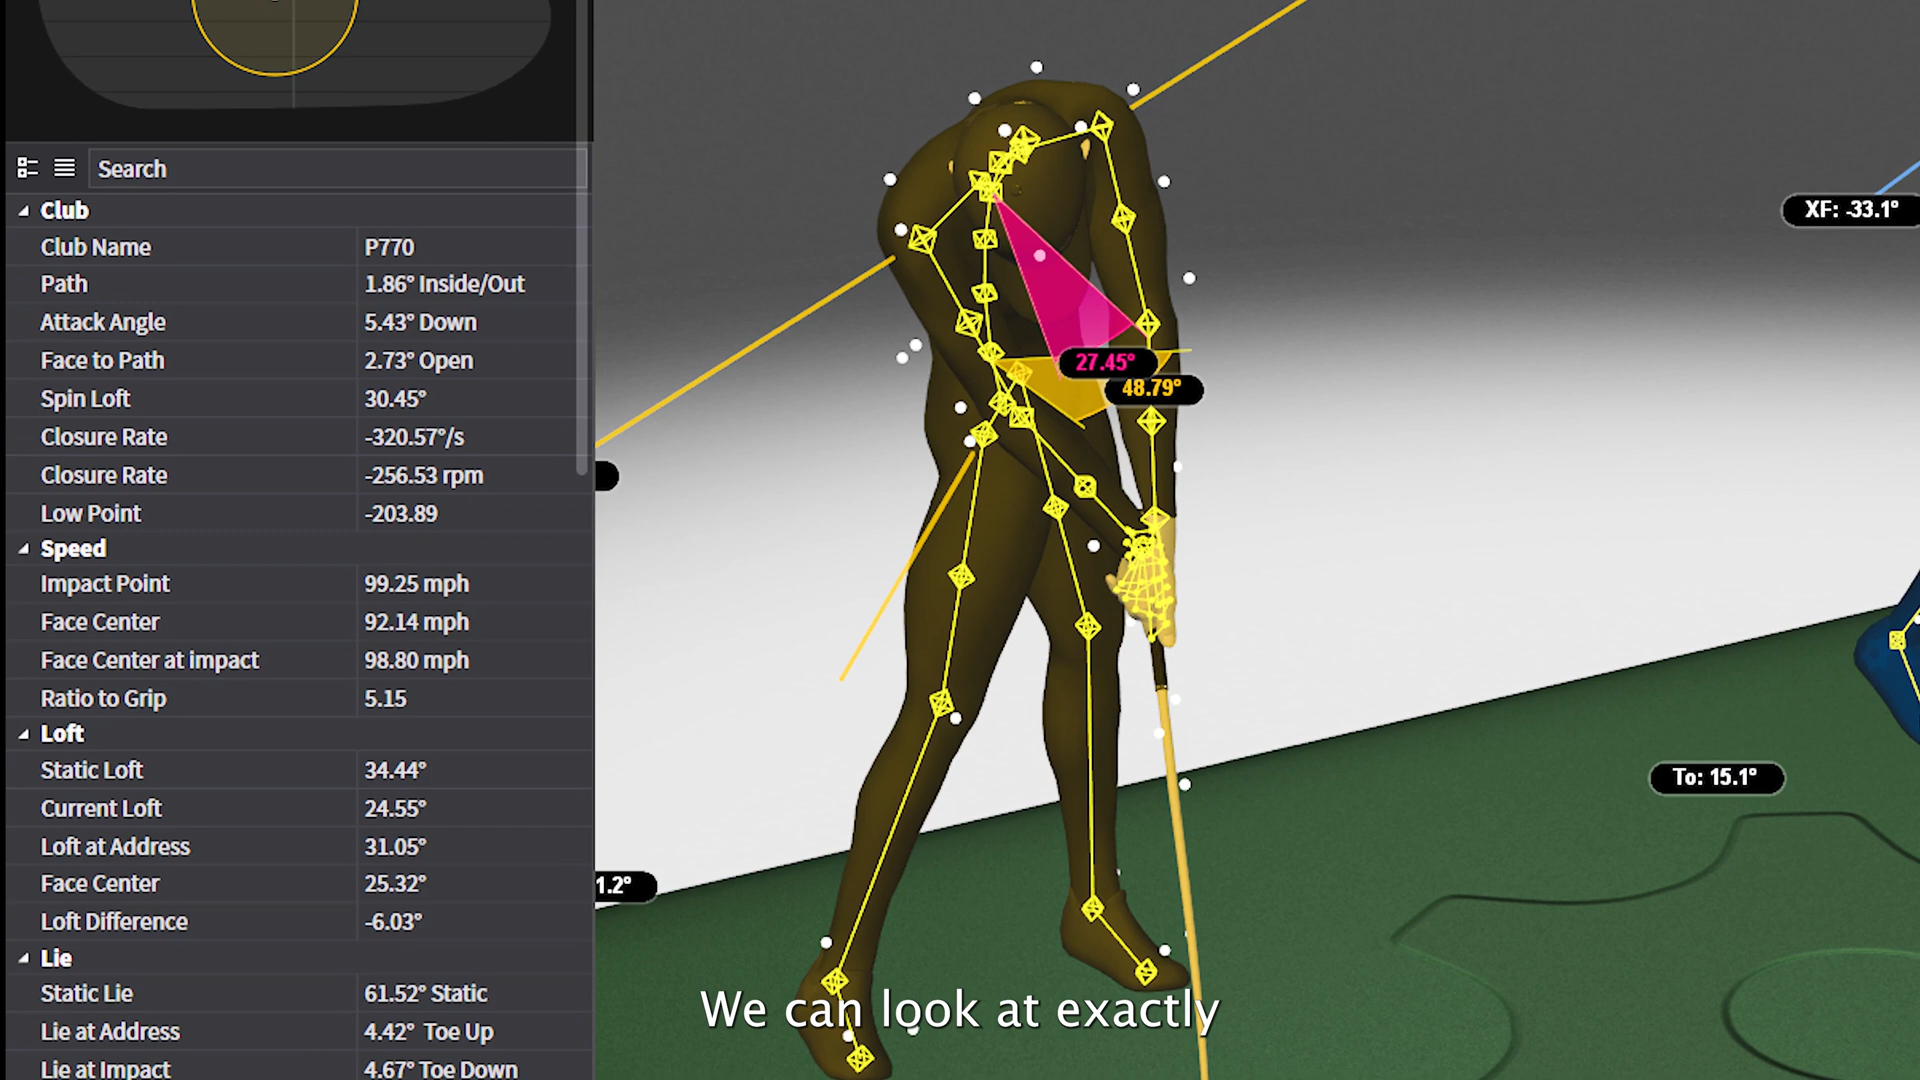 Search
Club
Club Name P770
Path 1.86° Inside/Out
Attack Angle 5.43° Down
Face to Path 2.73° Open
Spin Loft 30.45°
Closure Rate -320.57°/s
Closure Rate -256.53 rpm
Low Point -203.89
Speed
Impact Point 99.25 mph
Face Center 92.14 mph
Face Center at impact 98.80 mph
Ratio to Grip 5.15
Loft
Static Loft 34.44°
Current Loft 24.55°
Loft at Address 31.05°
Face Center 25.32°
Loft Difference -6.03°
Lie
Static Lie 61.52° Static
Lie at Address 4.42° Toe Up
Lie at Impact 4.67° Toe Down
XF: -33.1°
27.45°
48.79°
To: 15.1°
1.2°
We can look at exactly